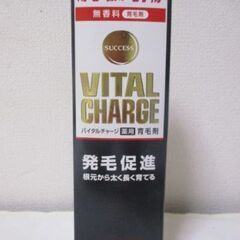 無香料 育毛剤
SUCCESS
VITAL
CHARGE
バイタルチャージ 薬用 育毛剤
発毛促進
根元から太く長く育てる